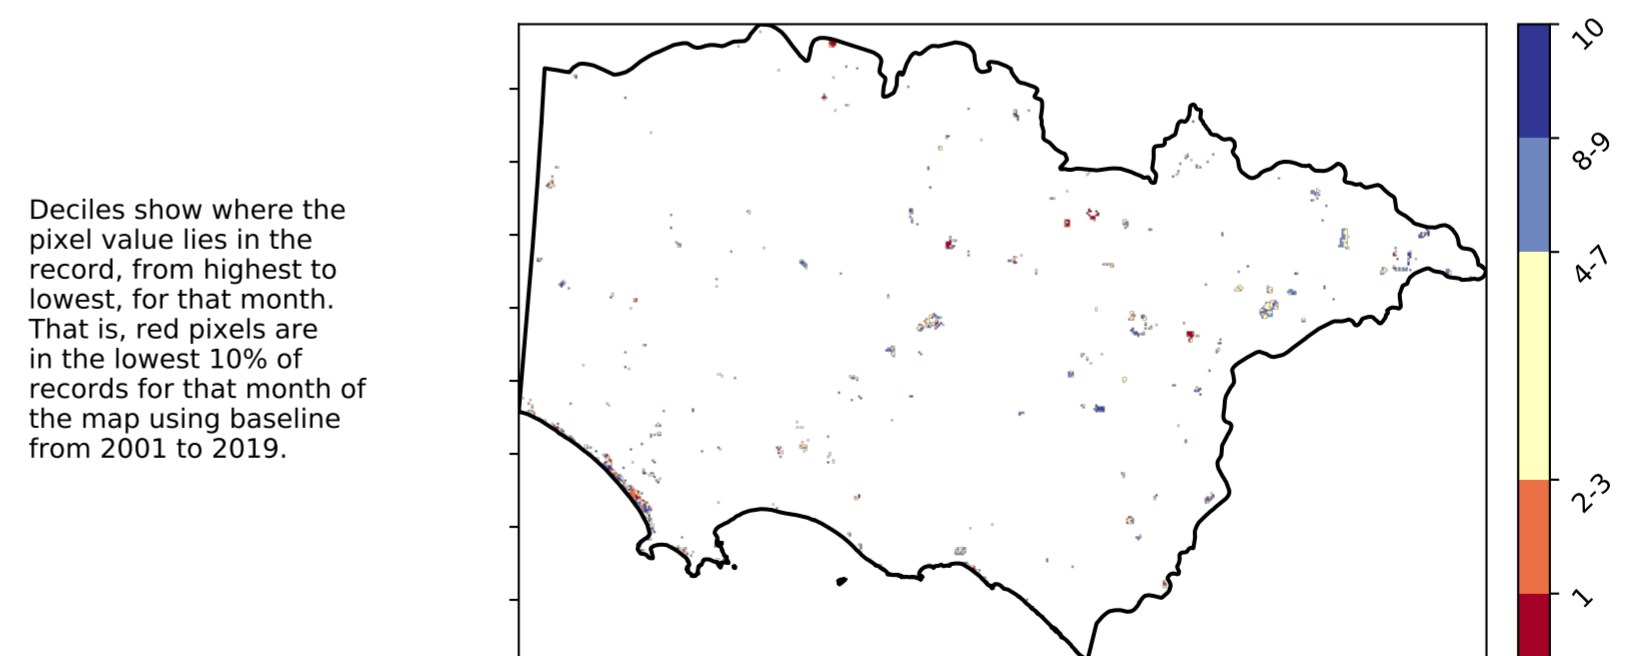 Deciles show where the
pixel value lies in the
record, from highest to
lowest, for that month.
That is, red pixels are
in the lowest 10% of
records for that month of
the map using baseline
from 2001 to 2019.
10
8-9
4-7
2-3
1